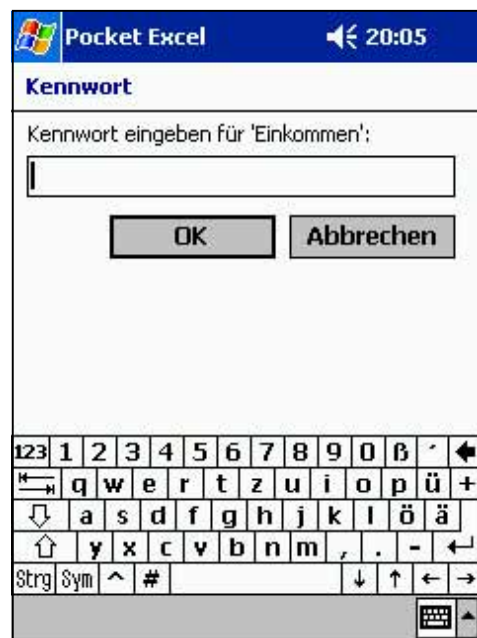 Pocket Excel 20:05
Kennwort
Kennwort eingeben für 'Einkommen':
OK Abbrechen
123 1 2 3 4 5 6 7 8 9 0 ß ´
q w e r t z u i o p ü +
a s d f g h j k l ö ä
y x c v b n m , . -
Strg Sym ^ # ↓ ↑ ← →